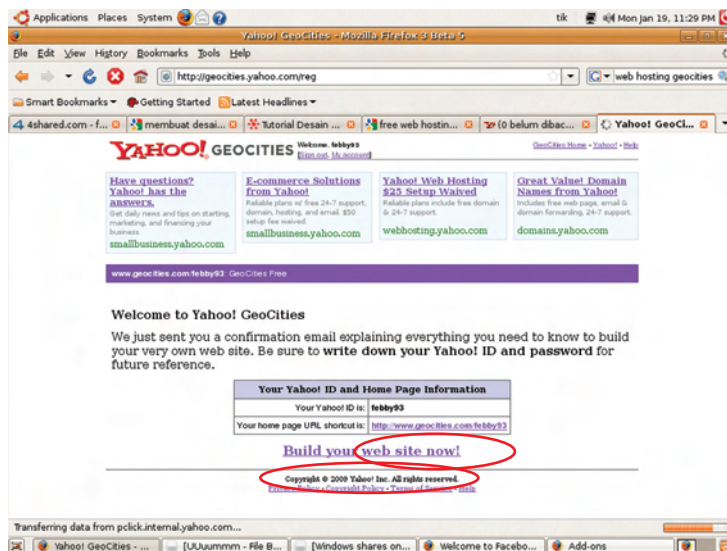 Applications Places System tik Mon Jan 19, 11:29 PM
Yahoo! GeoCities - Mozilla Firefox 3 Beta 5
File Edit View History Bookmarks Tools Help
http://geocities.yahoo.com/reg web hosting geocities
Smart Bookmarks Getting Started Latest Headlines
4shared.com - f... membuat desai... Tutorial Desain ... free web hostin... (0 belum dibac... Yahoo! GeoCi...
YAHOO! GEOCITIES Welcome, febby93 GeoCities Home - Yahoo! - Help
[Sign out, My account]
Have questions? Yahoo! has the answers.
Get daily news and tips on starting, marketing, and financing your business.
smallbusiness.yahoo.com
E-commerce Solutions from Yahoo!
Reliable plans w/ free 24-7 support, domain, hosting, and email. $50 setup fee waived.
smallbusiness.yahoo.com
Yahoo! Web Hosting $25 Setup Waived
Reliable plans include free domain & 24-7 support.
webhosting.yahoo.com
Great Value! Domain Names from Yahoo!
Includes free web page, email & domain forwarding, 24-7 support.
domains.yahoo.com
www.geocities.com/febby93: GeoCities Free
Welcome to Yahoo! GeoCities
We just sent you a confirmation email explaining everything you need to know to build
your very own web site. Be sure to write down your Yahoo! ID and password for
future reference.
Your Yahoo! ID and Home Page Information
Your Yahoo! ID is: febby93
Your home page URL shortcut is: http://www.geocities.com/febby93
Build your web site now!
Copyright © 2009 Yahoo! Inc. All rights reserved.
Privacy Policy - Copyright Policy - Terms of Service - Help
Transferring data from pclick.internal.yahoo.com...
Yahoo! GeoCities - ... [UUuummm - File B... [Windows shares on... Welcome to Facebo... Add-ons